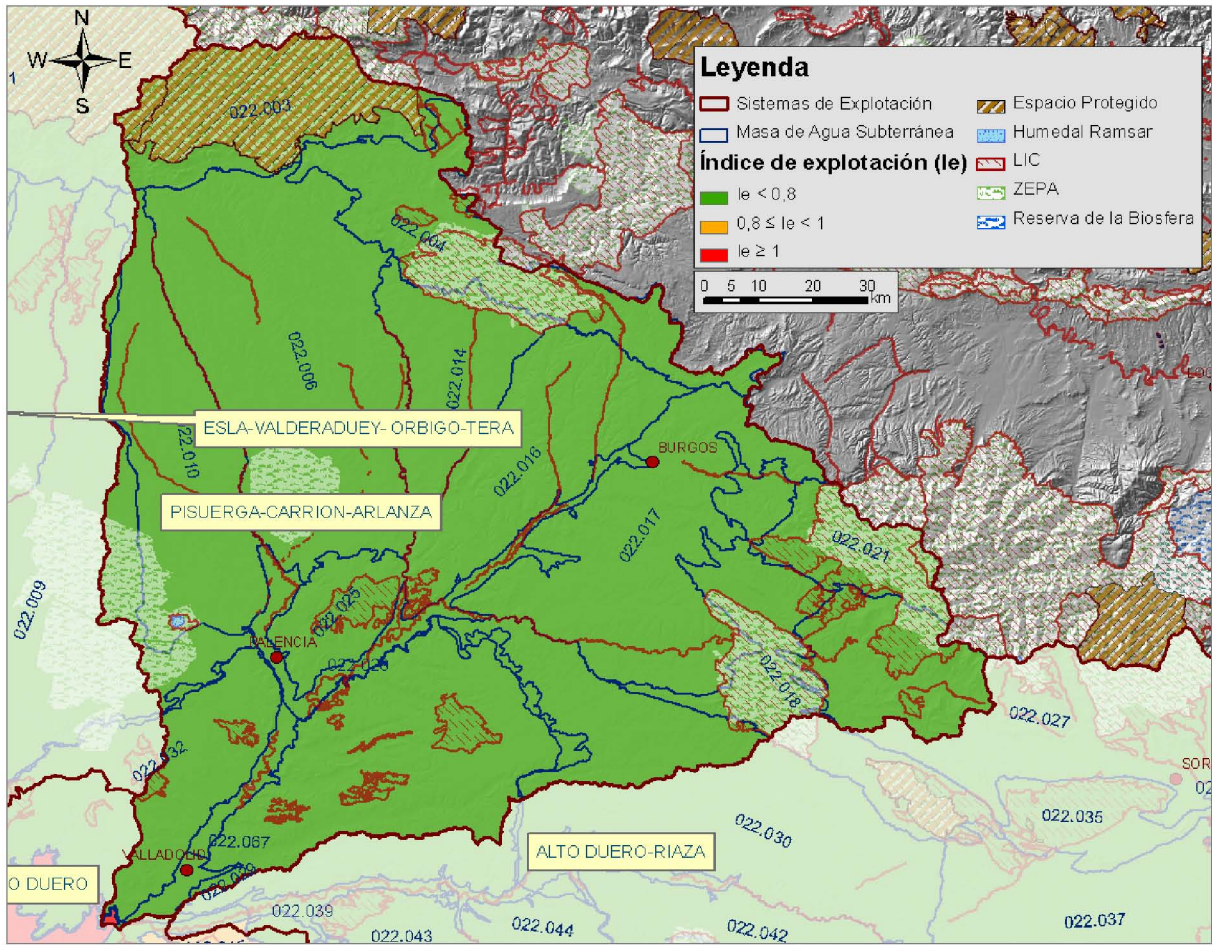 N
W E
S
1
Leyenda
Sistemas de Explotación
Masa de Agua Subterránea
Índice de explotación (Ie)
Ie < 0,8
0,8 ≤ Ie < 1
Ie ≥ 1
Espacio Protegido
Humedal Ramsar
LIC
ZEPA
Reserva de la Biosfera
0 5 10 20 30
km
022.003
022.004
022.006
022.014
022.010
ESLA-VALDERADUEY- ORBIGO-TERA
022.016
BURGOS
PISUERGA-CARRION-ARLANZA
022.017
022.021
022.009
022.025
PALENCIA
022.018
022.027
022.032
SOR
02
022.035
022.030
022.067
VALLADOLID
ALTO DUERO-RIAZA
O DUERO
022.039
022.043
022.044
022.042
022.037